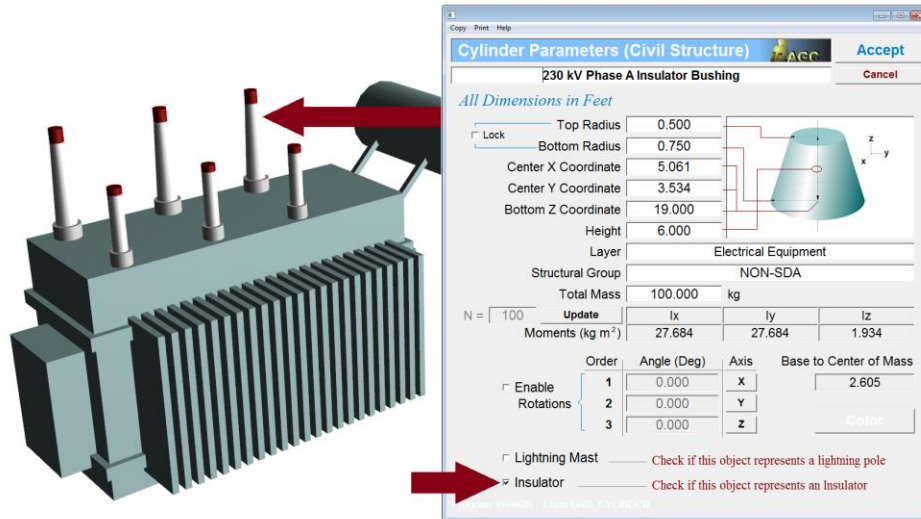 Copy Print Help
Cylinder Parameters (Civil Structure) AGC Accept
230 kV Phase A Insulator Bushing Cancel
All Dimensions in Feet
Lock
Top Radius 0.500
Bottom Radius 0.750
Center X Coordinate 5.061
Center Y Coordinate 3.534
Bottom Z Coordinate 19.000
Height 6.000
z
x y
Layer Electrical Equipment
Structural Group NON-SDA
Total Mass 100.000 kg
N = 100 Update Ix Iy Iz
Moments (kg m²) 27.684 27.684 1.934
Order Angle (Deg) Axis Base to Center of Mass
Enable Rotations
1 0.000 X 2.605
2 0.000 Y
3 0.000 Z Color
Lightning Mast Check if this object represents a lightning pole
Insulator Check if this object represents an Insulator